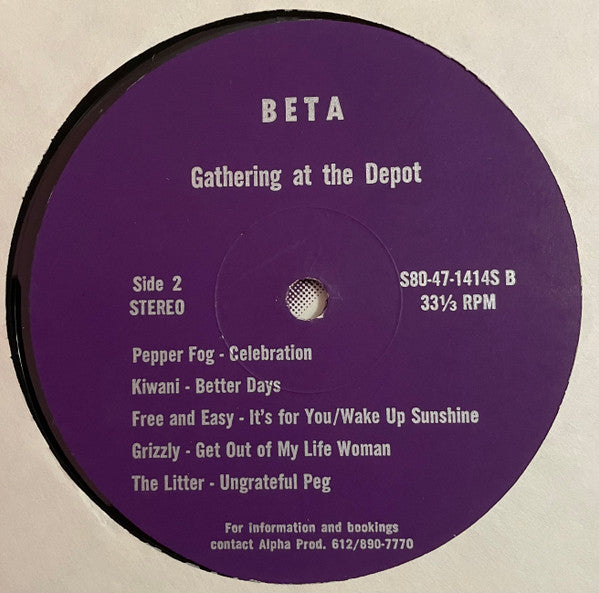 BETA
Gathering at the Depot
Side 2
STEREO
S80-47-1414S B
33⅓ RPM
Pepper Fog - Celebration
Kiwani - Better Days
Free and Easy - It's for You/Wake Up Sunshine
Grizzly - Get Out of My Life Woman
The Litter - Ungrateful Peg
For information and bookings
contact Alpha Prod. 612/890-7770